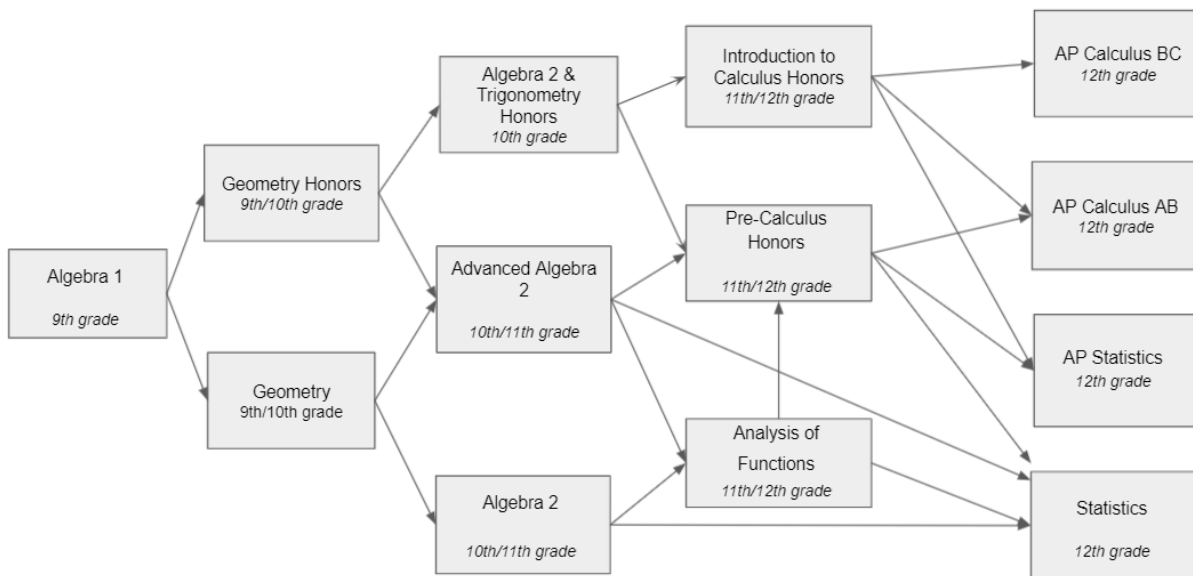 Algebra 1
9th grade
Geometry Honors
9th/10th grade
Geometry
9th/10th grade
Algebra 2 &
Trigonometry
Honors
10th grade
Advanced Algebra
2
10th/11th grade
Algebra 2
10th/11th grade
Introduction to
Calculus Honors
11th/12th grade
Pre-Calculus
Honors
11th/12th grade
Analysis of
Functions
11th/12th grade
AP Calculus BC
12th grade
AP Calculus AB
12th grade
AP Statistics
12th grade
Statistics
12th grade